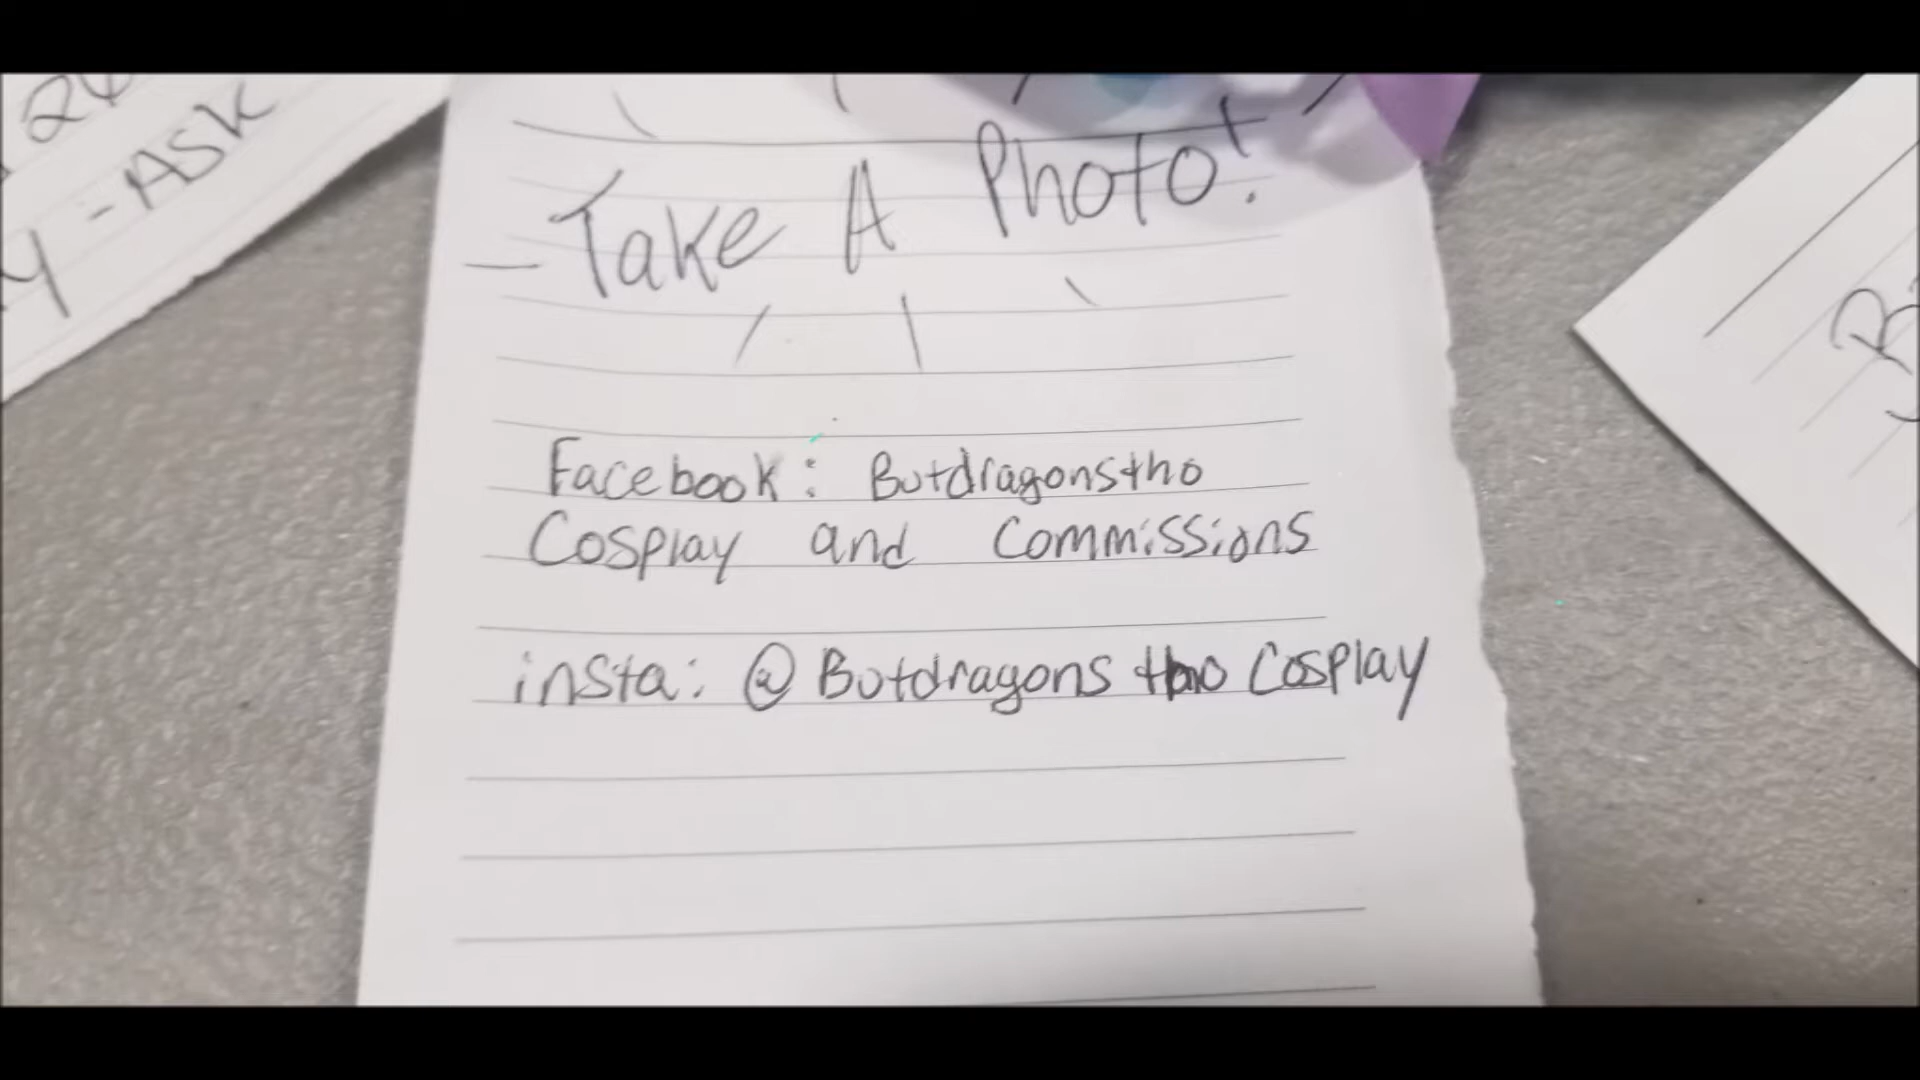 - ASK
Take A Photo!
Facebook: Butdragonstho
Cosplay and Commissions
insta: @Butdragons tho Cosplay